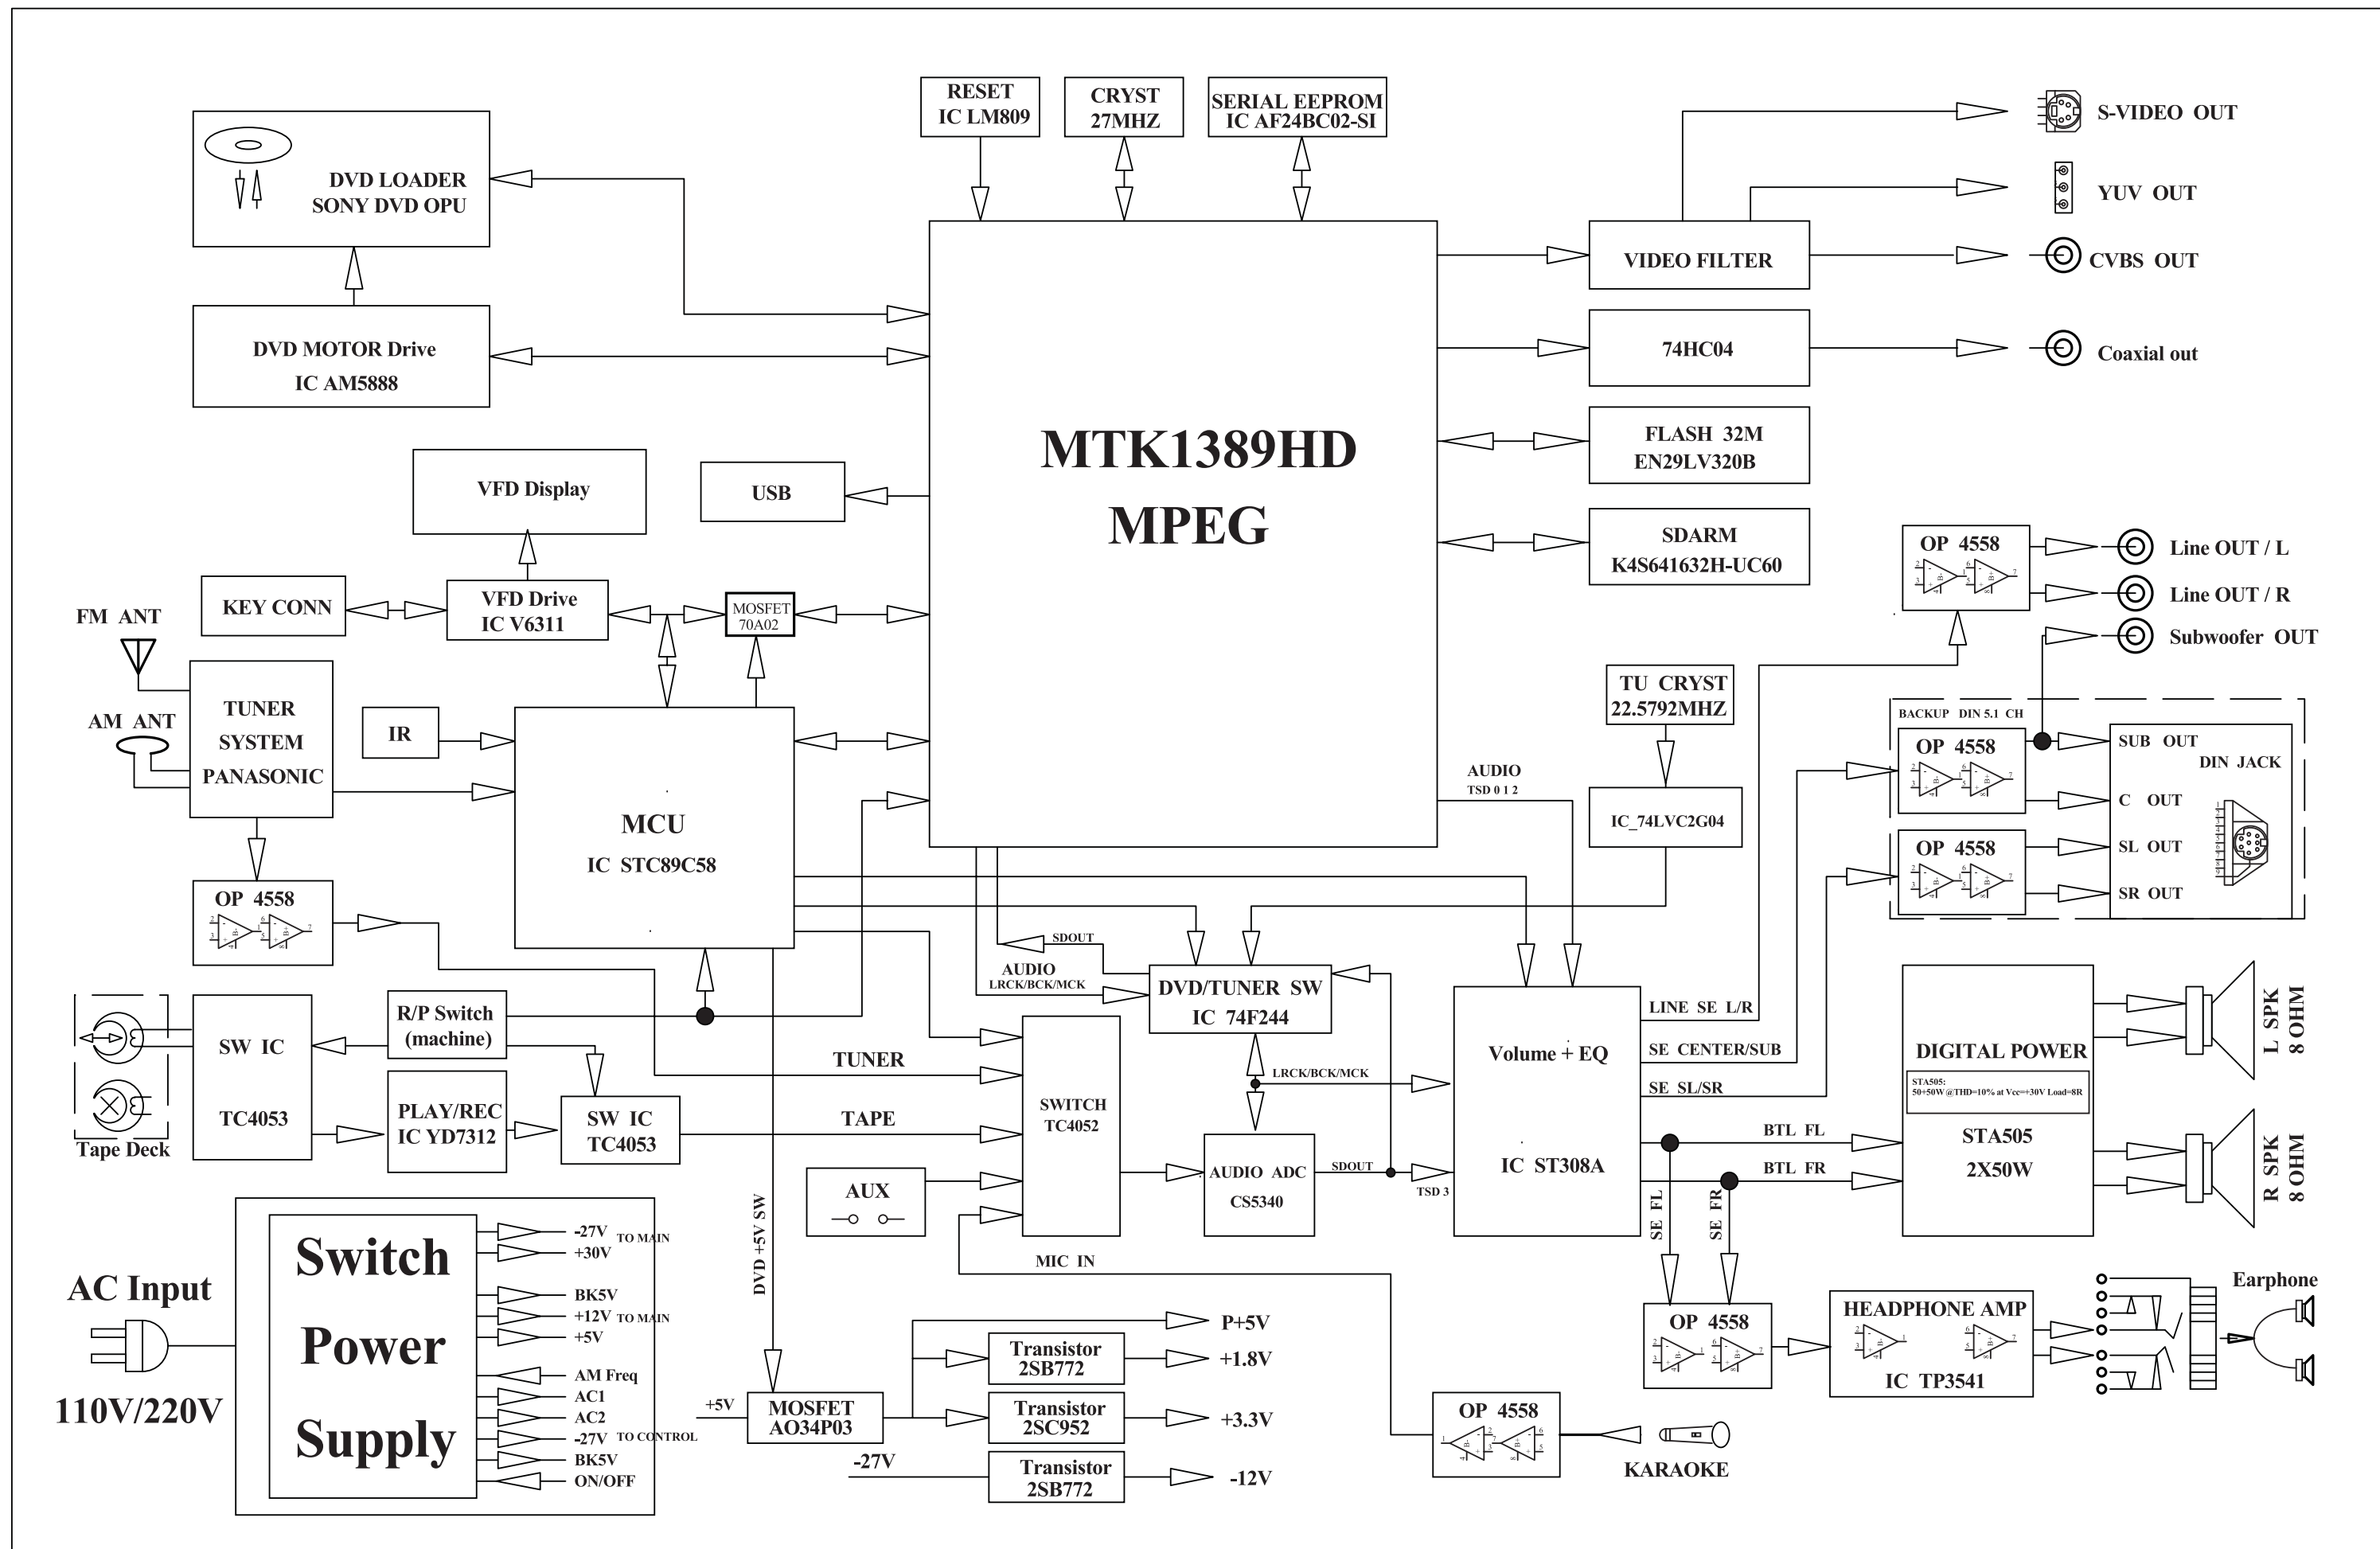 RESET
IC LM809
CRYST
27MHZ
SERIAL EEPROM
IC AF24BC02-SI
S-VIDEO OUT
DVD LOADER
SONY DVD OPU
YUV OUT
VIDEO FILTER
CVBS OUT
DVD MOTOR Drive
IC AM5888
74HC04
Coaxial out
MTK1389HD
MPEG
FLASH 32M
EN29LV320B
VFD Display
USB
SDARM
K4S641632H-UC60
OP 4558
Line OUT / L
Line OUT / R
Subwoofer OUT
KEY CONN
VFD Drive
IC V6311
MOSFET
70A02
FM ANT
AM ANT
TUNER
SYSTEM
PANASONIC
IR
TU CRYST
22.5792MHZ
BACKUP DIN 5.1 CH
OP 4558
SUB OUT
DIN JACK
C OUT
OP 4558
SL OUT
SR OUT
AUDIO
TSD 0 1 2
IC_74LVC2G04
MCU
IC STC89C58
OP 4558
SDOUT
AUDIO
LRCK/BCK/MCK
DVD/TUNER SW
IC 74F244
R/P Switch
(machine)
SW IC
TC4053
Tape Deck
PLAY/REC
IC YD7312
SW IC
TC4053
TUNER
TAPE
SWITCH
TC4052
LRCK/BCK/MCK
AUDIO ADC
CS5340
SDOUT
TSD 3
Volume + EQ
IC ST308A
LINE SE L/R
SE CENTER/SUB
SE SL/SR
BTL FL
BTL FR
SE FL
SE FR
DIGITAL POWER
STA505:
50+50W@THD=10% at Vcc=+30V Load=8R
STA505
2X50W
L SPK
8 OHM
R SPK
8 OHM
AUX
MIC IN
DVD +5V SW
AC Input
110V/220V
Switch
Power
Supply
-27V TO MAIN
+30V
BK5V
+12V TO MAIN
+5V
AM Freq
AC1
AC2
-27V TO CONTROL
BK5V
ON/OFF
+5V
MOSFET
AO34P03
P+5V
Transistor
2SB772
+1.8V
Transistor
2SC952
+3.3V
-27V
Transistor
2SB772
-12V
OP 4558
KARAOKE
OP 4558
HEADPHONE AMP
IC TP3541
Earphone